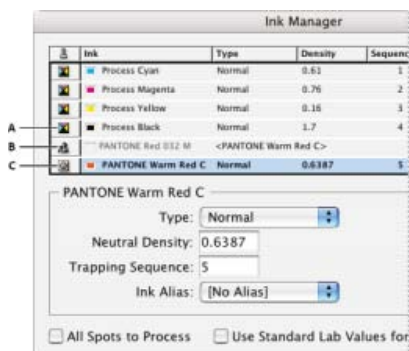 Ink Manager
Ink Type Density Sequenc
Process Cyan Normal 0.61 1
Process Magenta Normal 0.76 2
Process Yellow Normal 0.16 3
A Process Black Normal 1.7 4
B PANTONE Red 032 M <PANTONE Warm Red C>
C PANTONE Warm Red C Normal 0.6387 5
PANTONE Warm Red C
Type: Normal
Neutral Density: 0.6387
Trapping Sequence: 5
Ink Alias: [No Alias]
All Spots to Process Use Standard Lab Values for